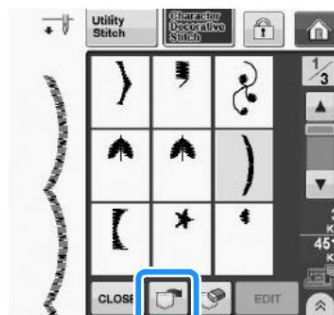 Utility
Stitch
Character
Decorative
Stitch
1/3
45
CLOSE
EDIT